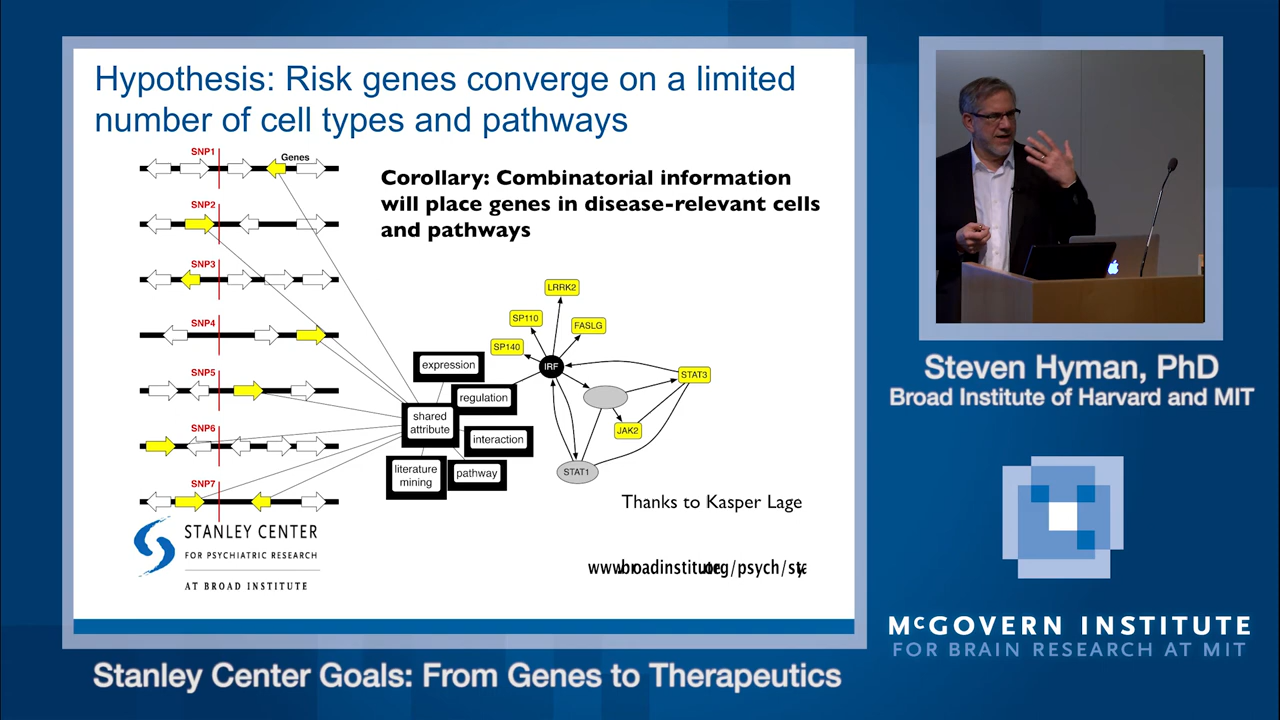 Hypothesis: Risk genes converge on a limited
number of cell types and pathways
SNP1
Genes
SNP2
SNP3
SNP4
SNP5
SNP6
SNP7
Corollary: Combinatorial information
will place genes in disease-relevant cells
and pathways
expression
regulation
shared
attribute
interaction
literature
mining
pathway
LRRK2
SP110
FASLG
SP140
IRF
STAT3
JAK2
STAT1
Thanks to Kasper Lage
STANLEY CENTER
FOR PSYCHIATRIC RESEARCH
AT BROAD INSTITUTE
Steven Hyman, PhD
Broad Institute of Harvard and MIT
McGOVERN INSTITUTE
FOR BRAIN RESEARCH AT MIT
Stanley Center Goals: From Genes to Therapeutics